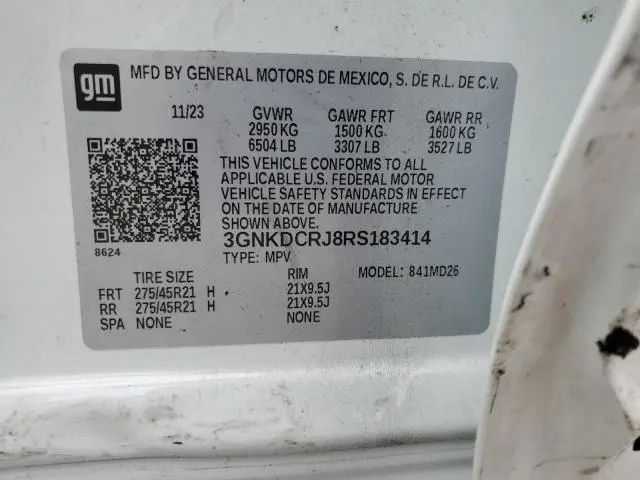 gm
MFD BY GENERAL MOTORS DE MEXICO, S. DE R.L. DE C.V.
11/23 GVWR GAWR FRT GAWR RR
2950 KG 1500 KG 1600 KG
6504 LB 3307 LB 3527 LB
THIS VEHICLE CONFORMS TO ALL
APPLICABLE U.S. FEDERAL MOTOR
VEHICLE SAFETY STANDARDS IN EFFECT
ON THE DATE OF MANUFACTURE
SHOWN ABOVE.
8624
3GNKDCRJ8RS183414
TYPE: MPV MODEL: 841MD26
TIRE SIZE RIM
FRT 275/45R21 H 21X9.5J
RR 275/45R21 H 21X9.5J
SPA NONE NONE